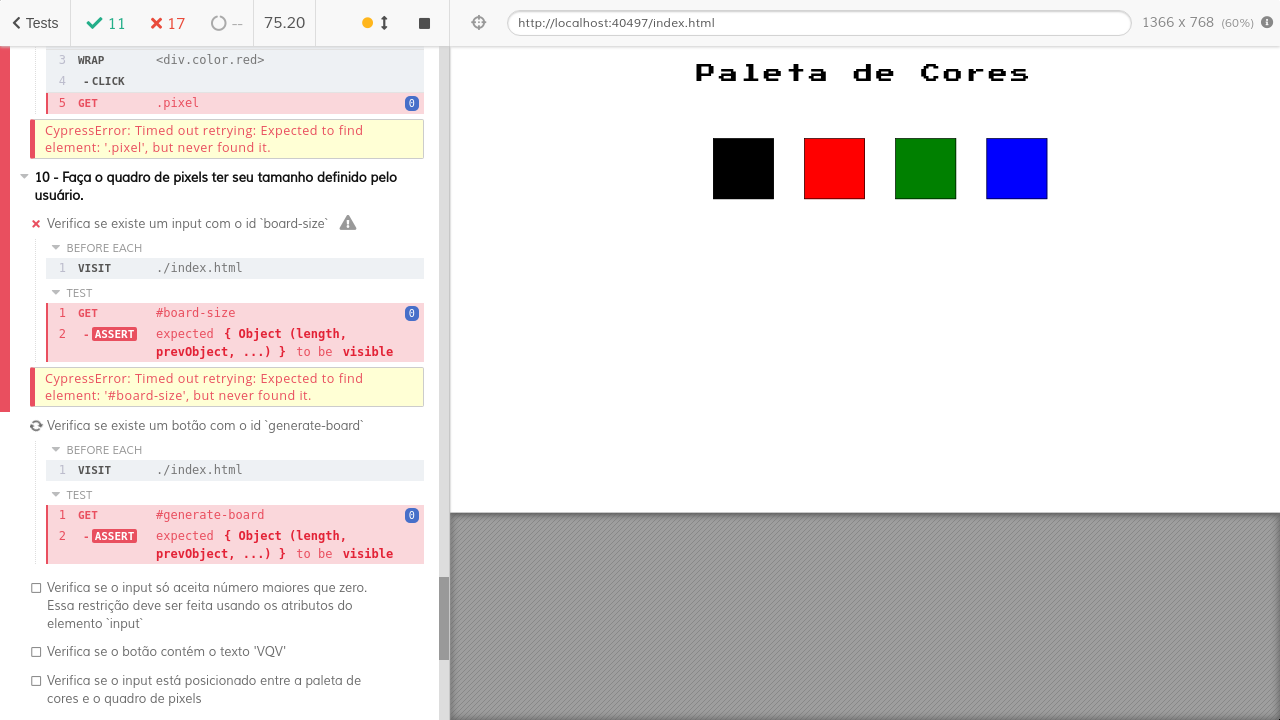 Tests
11
17
--
75.20
http://localhost:40497/index.html
1366 x 768 (60%)
3 WRAP <div.color.red>
4 - CLICK
5 GET .pixel 0
CypressError: Timed out retrying: Expected to find
element: '.pixel', but never found it.
10 - Faça o quadro de pixels ter seu tamanho definido pelo
usuário.
Verifica se existe um input com o id `board-size`
BEFORE EACH
1 VISIT ./index.html
TEST
1 GET #board-size 0
2 - ASSERT expected { Object (length,
prevObject, ...) } to be visible
CypressError: Timed out retrying: Expected to find
element: '#board-size', but never found it.
Verifica se existe um botão com o id `generate-board`
BEFORE EACH
1 VISIT ./index.html
TEST
1 GET #generate-board 0
2 - ASSERT expected { Object (length,
prevObject, ...) } to be visible
Verifica se o input só aceita número maiores que zero.
Essa restrição deve ser feita usando os atributos do
elemento `input`
Verifica se o botão contém o texto 'VQV'
Verifica se o input está posicionado entre a paleta de
cores e o quadro de pixels
Paleta de Cores